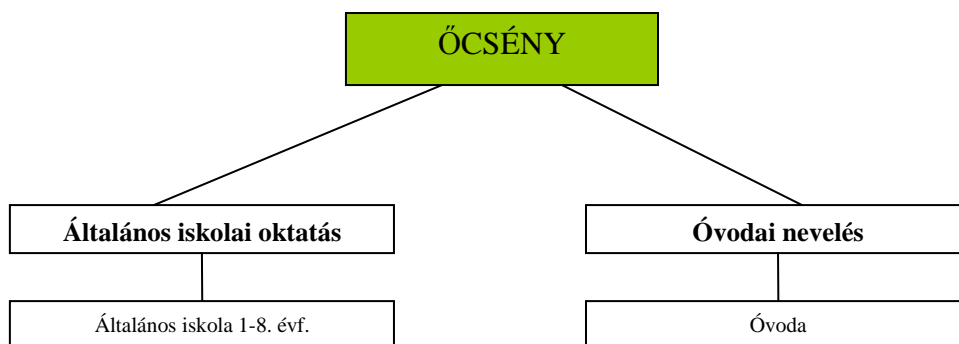 ŐCSÉNY
Általános iskolai oktatás
Óvodai nevelés
Általános iskola 1-8. évf.
Óvoda